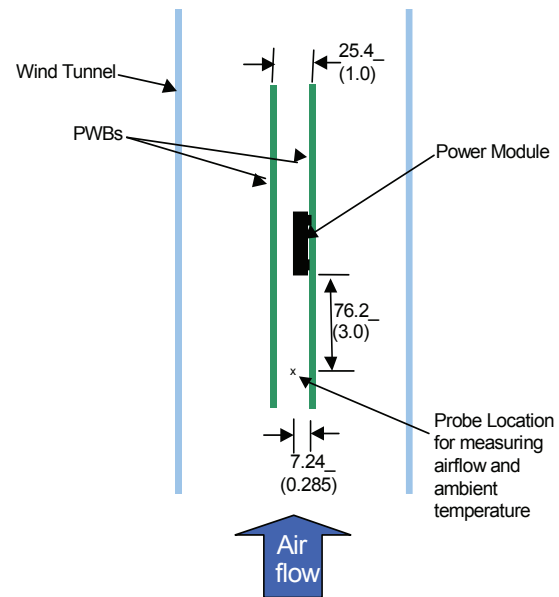 25.4_
(1.0)
Wind Tunnel
PWBs
Power Module
76.2_
(3.0)
x
Probe Location
for measuring
airflow and
ambient
temperature
7.24_
(0.285)
Air
flow